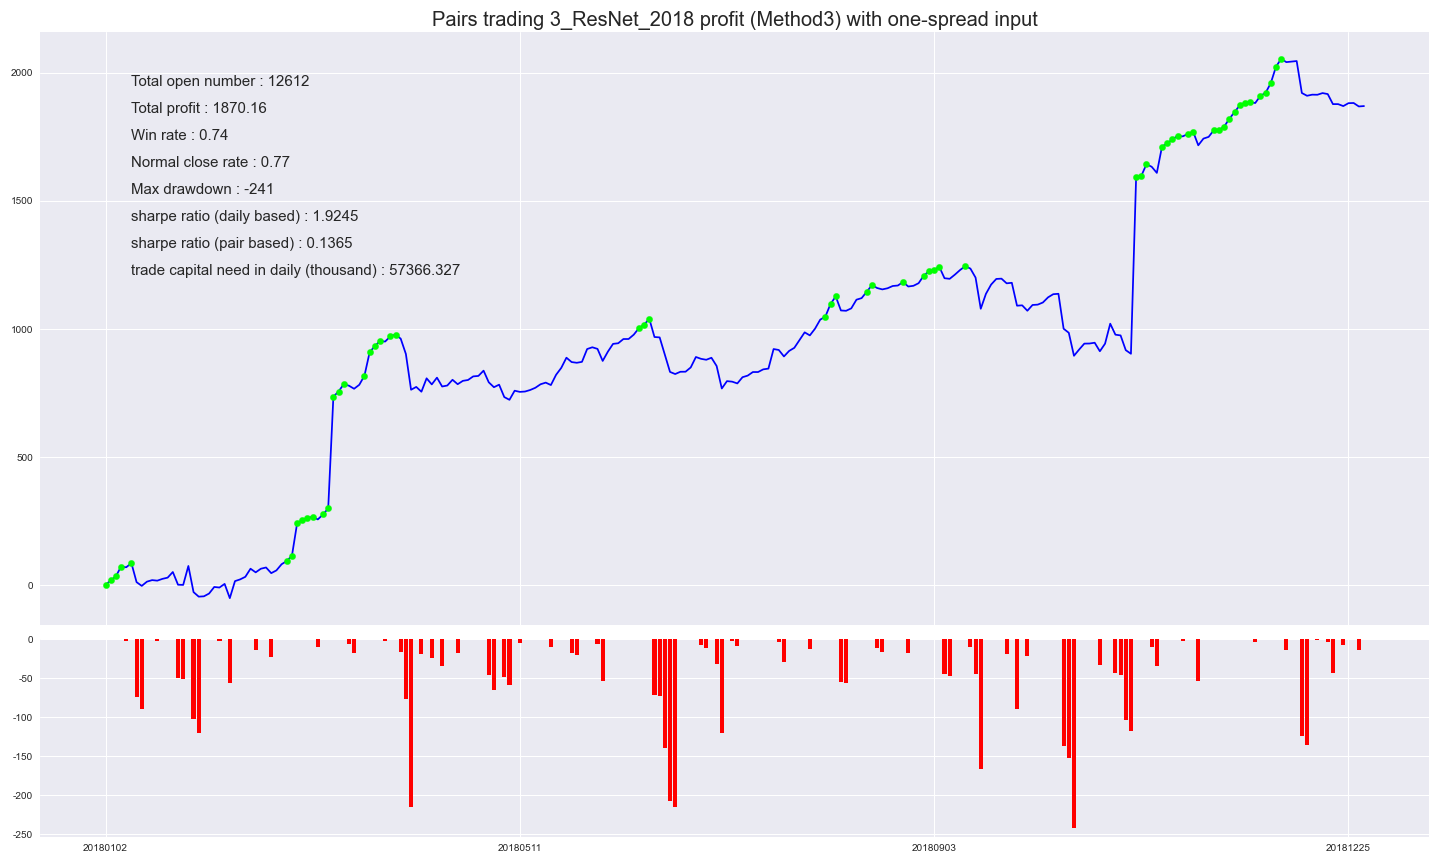 Pairs trading 3_ResNet_2018 profit (Method3) with one-spread input
2000
1500
1000
500
0
Total open number : 12612
Total profit : 1870.16
Win rate : 0.74
Normal close rate : 0.77
Max drawdown : -241
sharpe ratio (daily based) : 1.9245
sharpe ratio (pair based) : 0.1365
trade capital need in daily (thousand) : 57366.327
0
-50
-100
-150
-200
-250
20180102
20180511
20180903
20181225